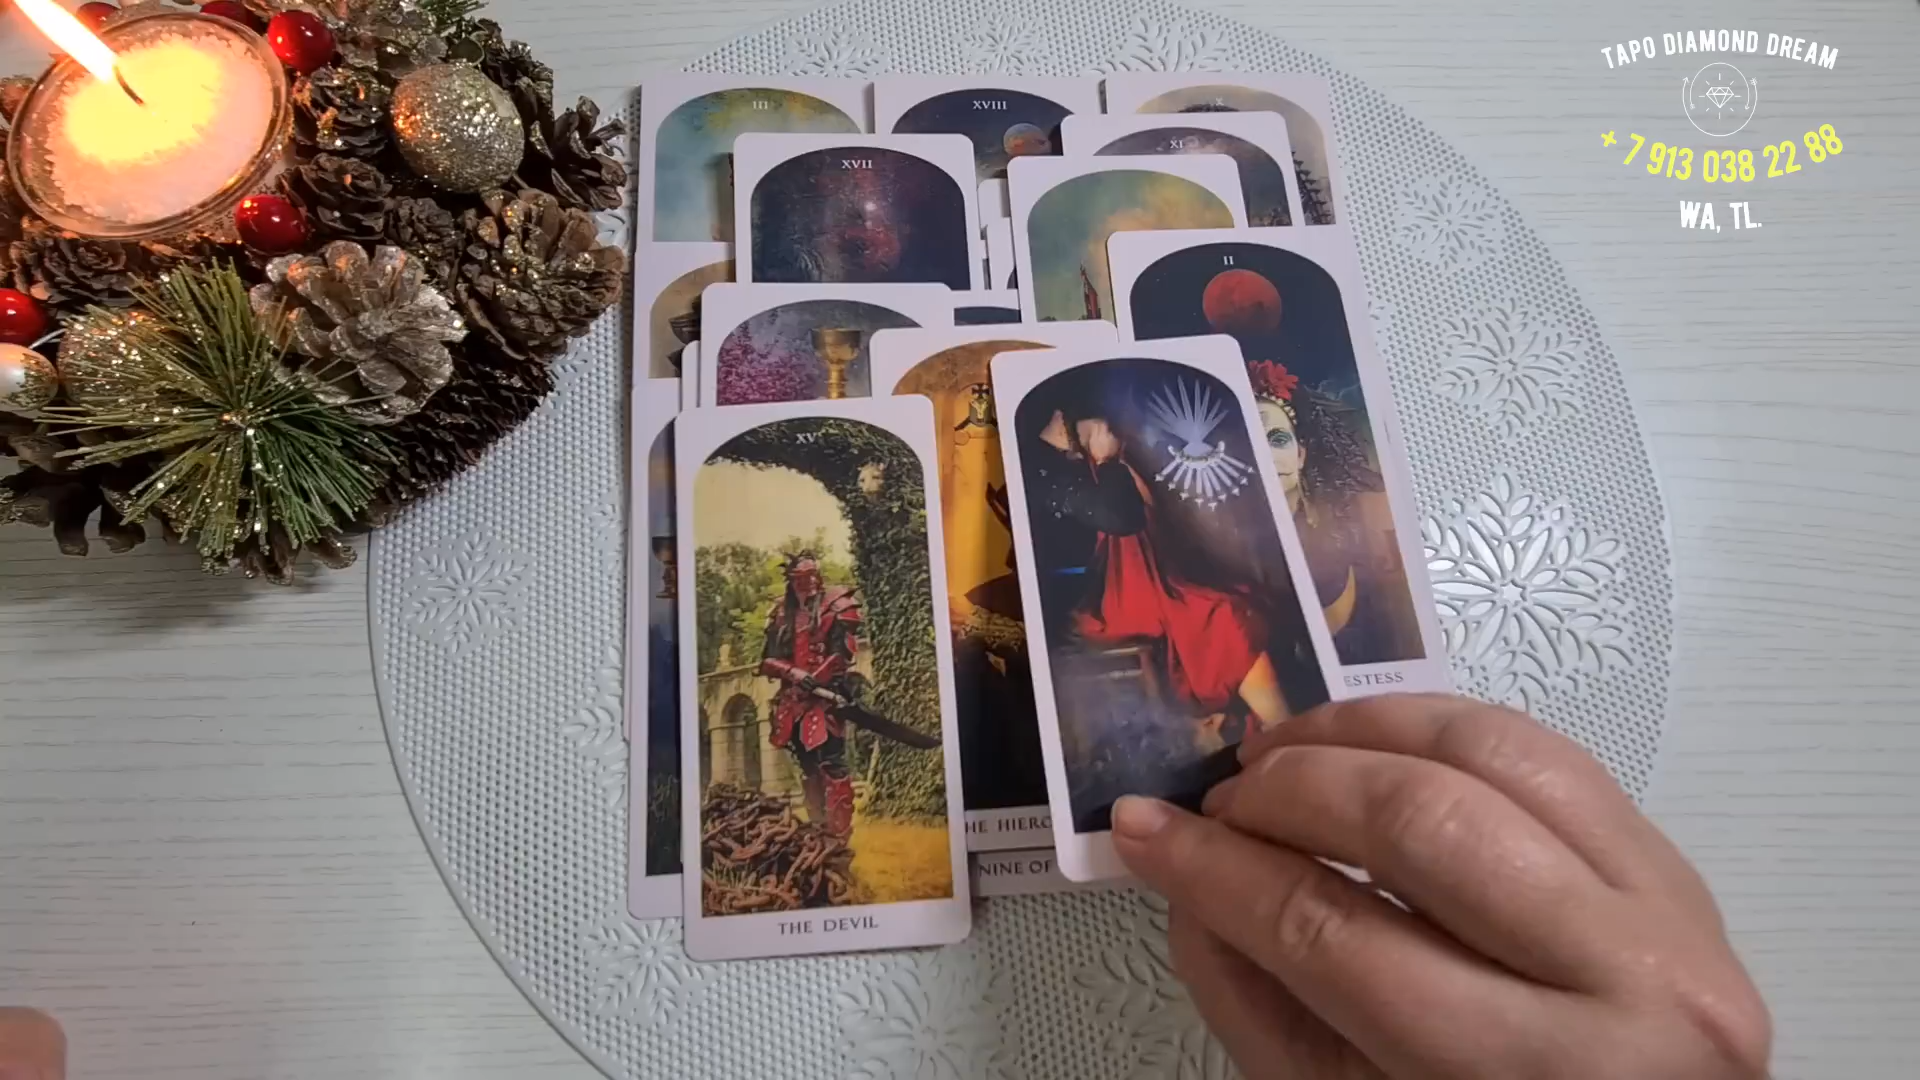 TAPO DIAMOND DREAM
+ 7 913 038 22 88
WA, TL.
III
XVIII
X
XI
XVII
II
XV
ESTESS
HE HIERO
NINE OF
THE DEVIL